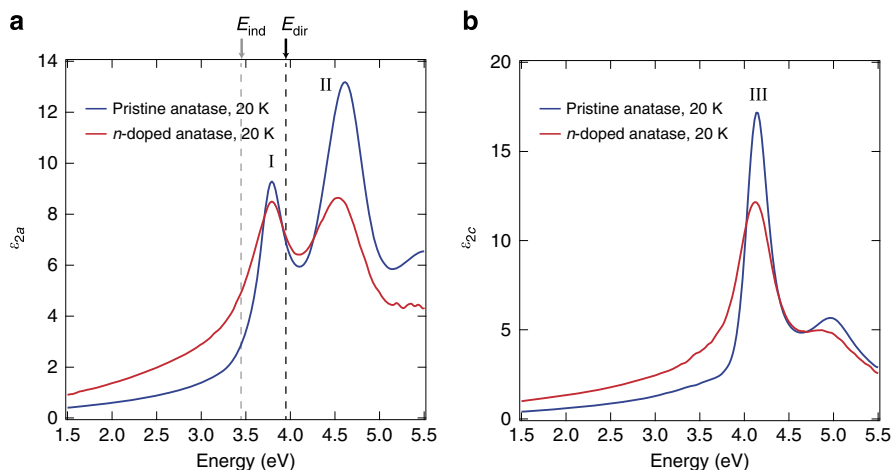 a
E_ind E_dir
14
12
10
8
6
4
2
0
ε_2a
Pristine anatase, 20 K
n-doped anatase, 20 K
I
II
1.5 2.0 2.5 3.0 3.5 4.0 4.5 5.0 5.5
Energy (eV)
b
20
15
10
5
0
ε_2c
Pristine anatase, 20 K
n-doped anatase, 20 K
III
1.5 2.0 2.5 3.0 3.5 4.0 4.5 5.0 5.5
Energy (eV)